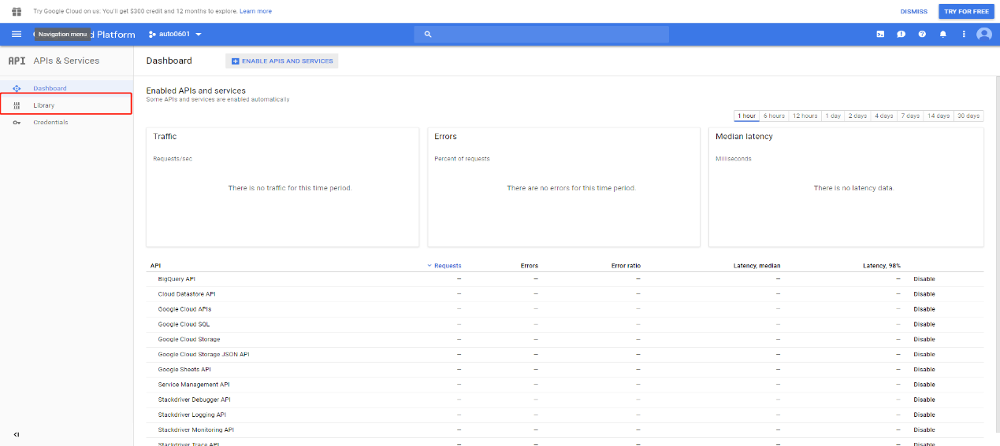 Try Google Cloud on us: You'll get $300 credit and 12 months to explore. Learn more
DISMISS
TRY FOR FREE
Navigation menu
d Platform
auto0601
API APIs & Services
Dashboard
ENABLE APIS AND SERVICES
Dashboard
Library
Credentials
Enabled APIs and services
Some APIs and services are enabled automatically
1 hour 6 hours 12 hours 1 day 2 days 4 days 7 days 14 days 30 days
Traffic
Requests/sec
There is no traffic for this time period.
Errors
Percent of requests
There are no errors for this time period.
Median latency
Milliseconds
There is no latency data.
API Requests Errors Error ratio Latency, median Latency, 98%
BigQuery API – – – – – Disable
Cloud Datastore API – – – – – Disable
Google Cloud APIs – – – – – Disable
Google Cloud SQL – – – – – Disable
Google Cloud Storage – – – – – Disable
Google Cloud Storage JSON API – – – – – Disable
Google Sheets API – – – – – Disable
Service Management API – – – – – Disable
Stackdriver Debugger API – – – – – Disable
Stackdriver Logging API – – – – – Disable
Stackdriver Monitoring API – – – – – Disable
Stackdriver Trace API – – – – – Disable